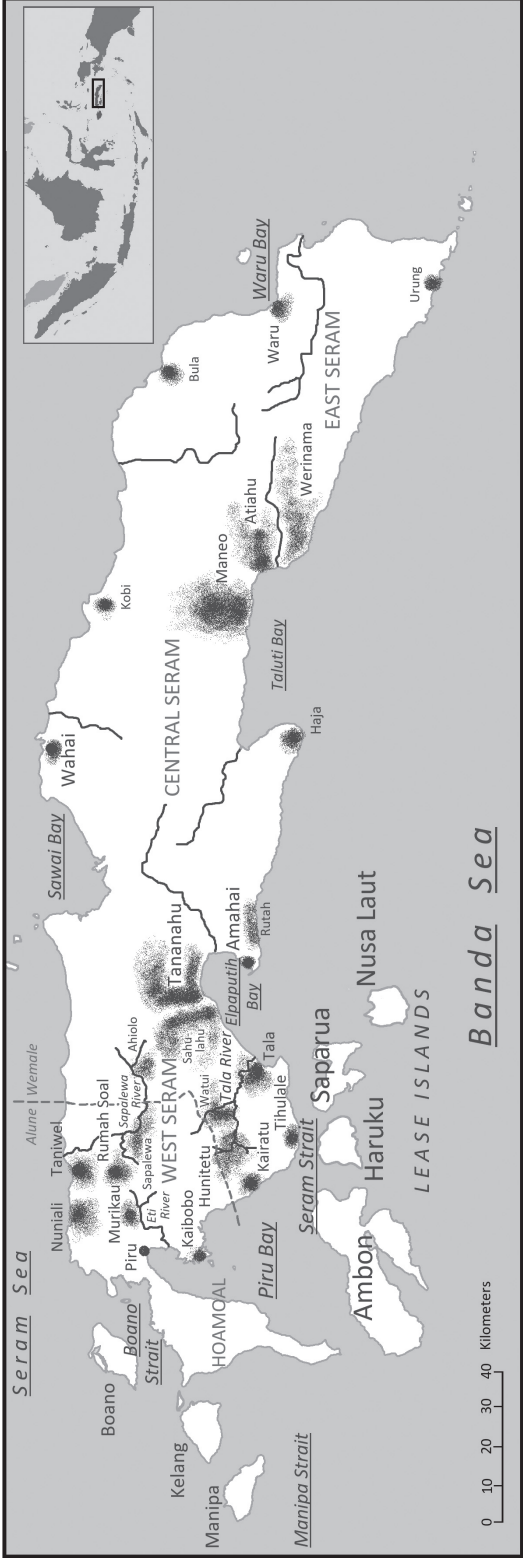 Seram Sea
Boano
Boano
Strait
Kelang
Manipa
Manipa Strait
HOAMOAL
Piru
Nuniali
Murikau
Taniwel
Rumah Soal
Alune
Wemale
Sapalewa
River
Sapalewa
Eti
River
Kaibobo
Hunitetu
WEST SERAM
Ahiolo
Sahu-
lahu
Watui
Tala River
Tala
Kairatu
Tihulale
Piru Bay
Seram Strait
Elpaputih
Bay
Tananahu
Amahai
Rutah
Sawai Bay
Wahai
CENTRAL SERAM
Haja
Taluti Bay
Kobi
Maneo
Atiahu
Werinama
Bula
Waru
Waru Bay
EAST SERAM
Urung
Ambon
Haruku
Saparua
Nusa Laut
LEASE ISLANDS
Banda Sea
0 10 20 30 40 Kilometers